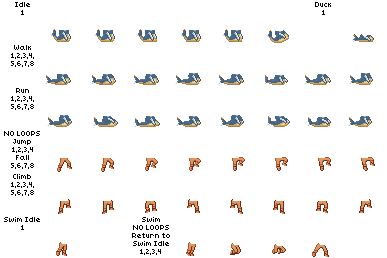 Idle
1
Duck
1
Walk
1,2,3,4,
5,6,7,8
Run
1,2,3,4,
5,6,7,8
NO LOOPS
Jump
1,2,3,4
Fall
5,6,7,8
Climb
1,2,3,4,
5,6,7,8
Swim Idle
1
Swim
NO LOOPS
Return to
Swim Idle
1,2,3,4